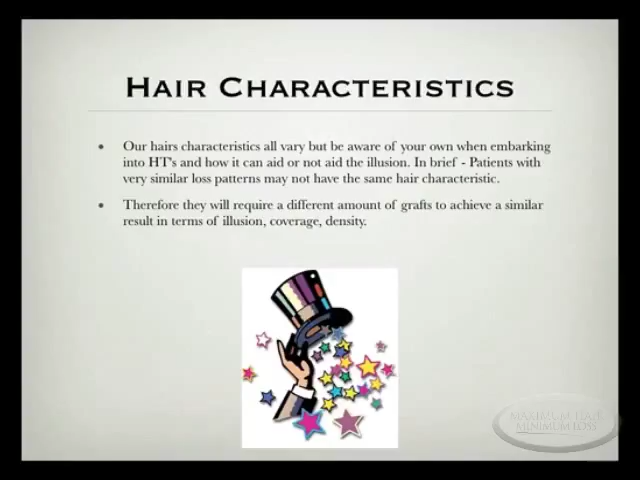 HAIR CHARACTERISTICS
• Our hairs characteristics all vary but be aware of your own when embarking
into HT's and how it can aid or not aid the illusion. In brief - Patients with
very similar loss patterns may not have the same hair characteristic.
• Therefore they will require a different amount of grafts to achieve a similar
result in terms of illusion, coverage, density.
MAXIMUM HAIR
MINIMUM LOSS